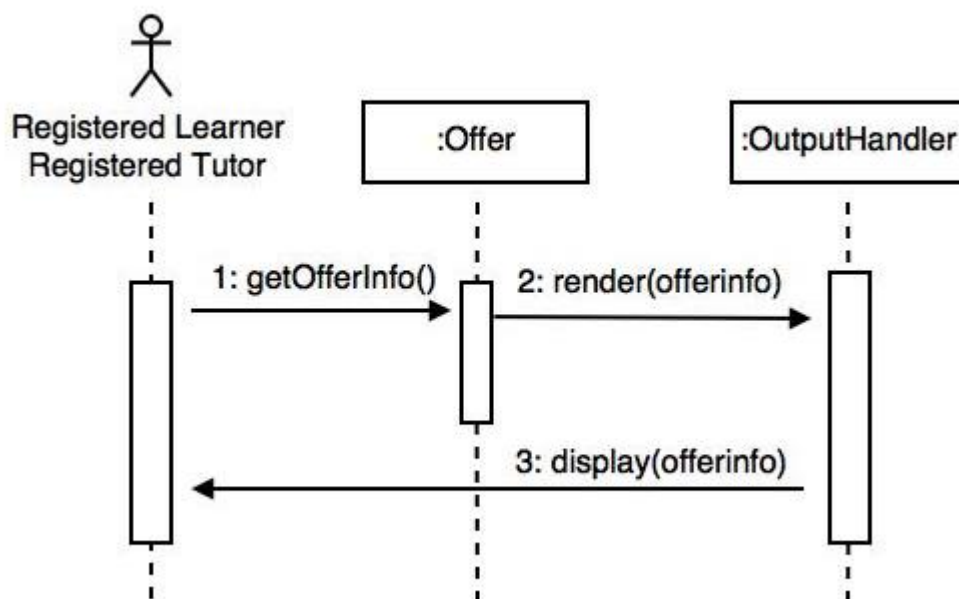 Registered Learner
Registered Tutor
:Offer
:OutputHandler
1: getOfferInfo()
2: render(offerinfo)
3: display(offerinfo)